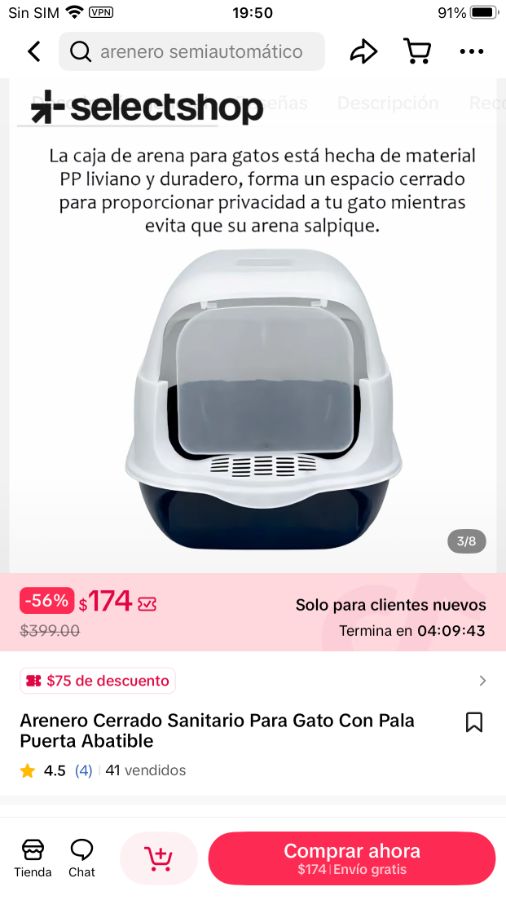 Sin SIM VPN 19:50 91%
arenero semiautomático
selectshop
Descripción
La caja de arena para gatos está hecha de material
PP liviano y duradero, forma un espacio cerrado
para proporcionar privacidad a tu gato mientras
evita que su arena salpique.
3/8
-56% $174
Solo para clientes nuevos
$399.00
Termina en 04:09:43
$75 de descuento
Arenero Cerrado Sanitario Para Gato Con Pala
Puerta Abatible
4.5 (4) 41 vendidos
Tienda
Chat
Comprar ahora
$174 | Envío gratis